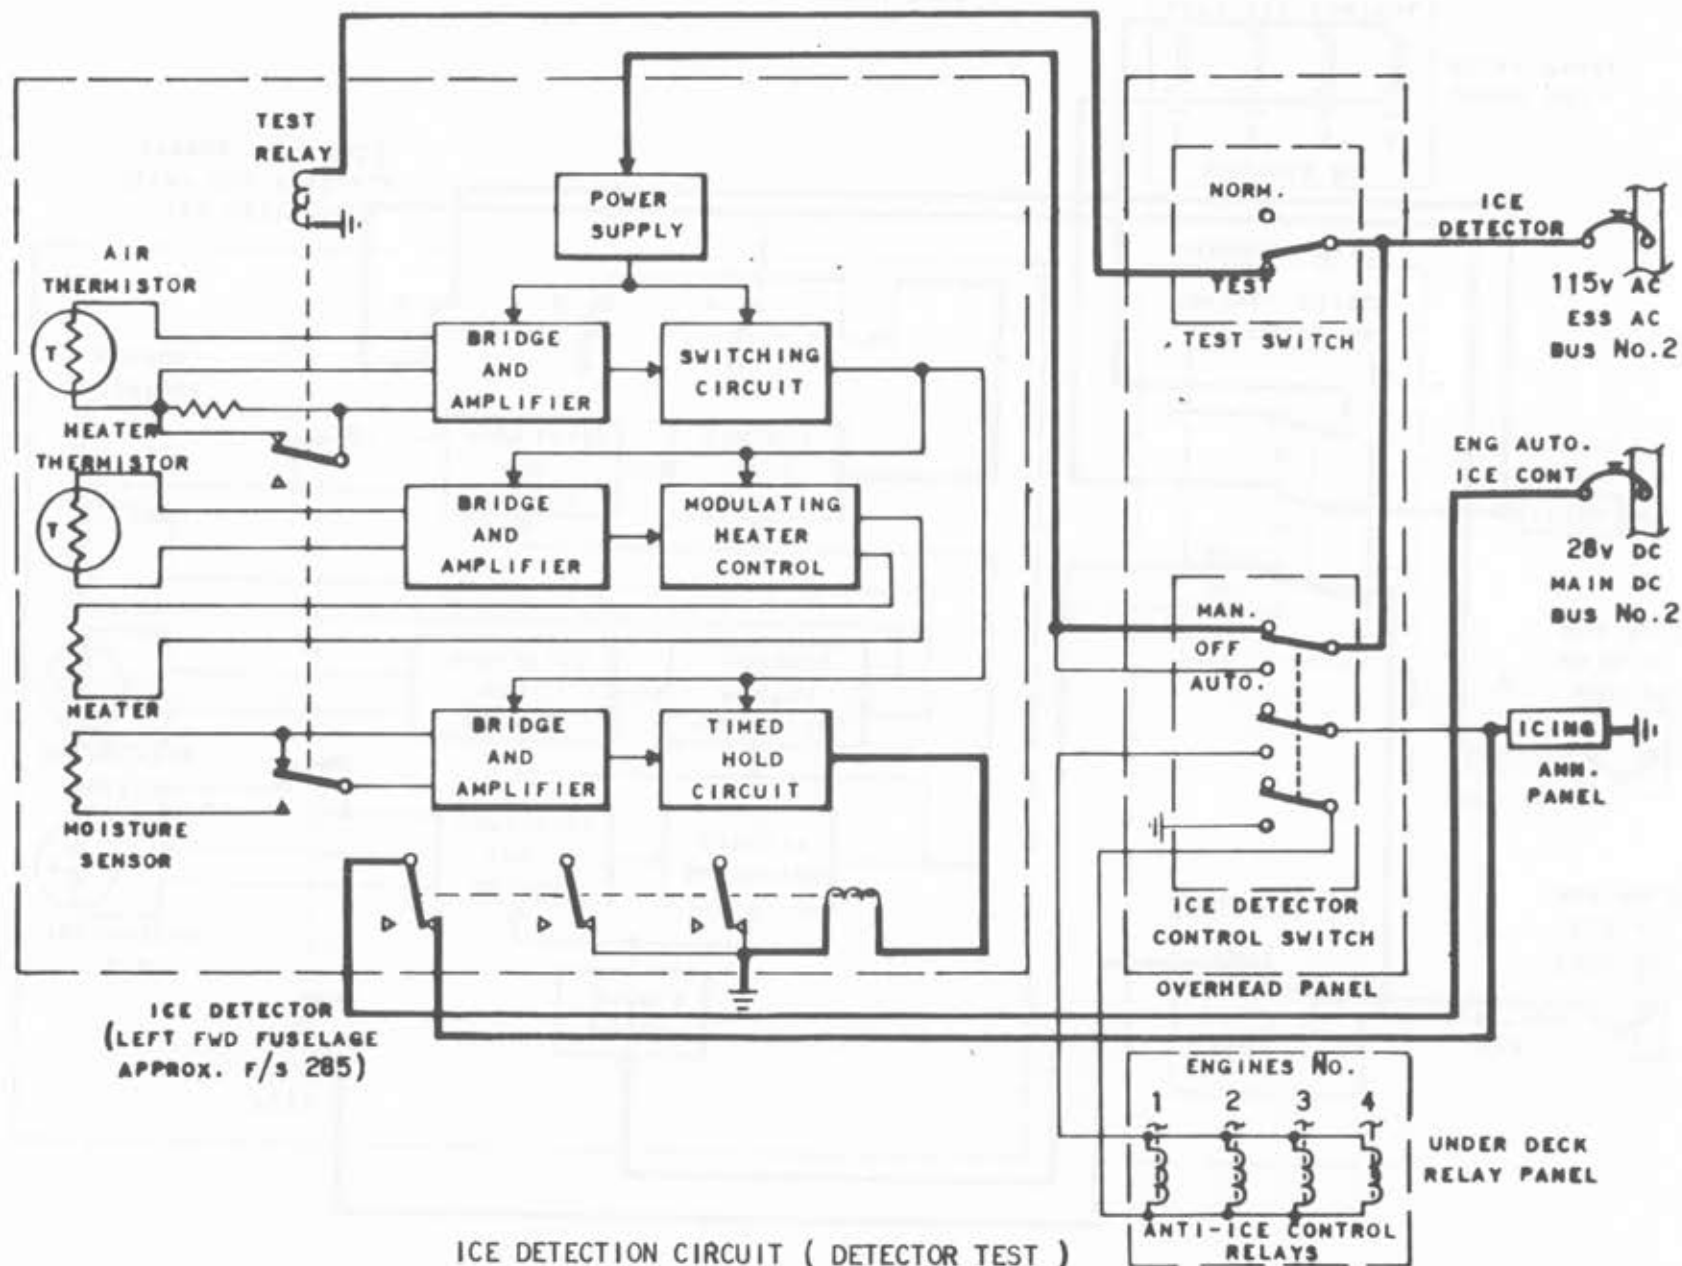 TEST
RELAY
POWER
SUPPLY
AIR
THERMISTOR
T
BRIDGE
AND
AMPLIFIER
SWITCHING
CIRCUIT
HEATER
THERMISTOR
T
BRIDGE
AND
AMPLIFIER
MODULATING
HEATER
CONTROL
HEATER
BRIDGE
AND
AMPLIFIER
TIMED
HOLD
CIRCUIT
MOISTURE
SENSOR
ICE DETECTOR
(LEFT FWD FUSELAGE
APPROX. F/S 285)
NORM.
TEST
TEST SWITCH
ICE
DETECTOR
115V AC
ESS AC
BUS No.2
ENG AUTO.
ICE CONT
28V DC
MAIN DC
BUS No.2
MAN.
OFF
AUTO.
ICING
ANN.
PANEL
ICE DETECTOR
CONTROL SWITCH
OVERHEAD PANEL
ENGINES No.
1 2 3 4
UNDER DECK
RELAY PANEL
ANTI-ICE CONTROL
RELAYS
ICE DETECTION CIRCUIT ( DETECTOR TEST )